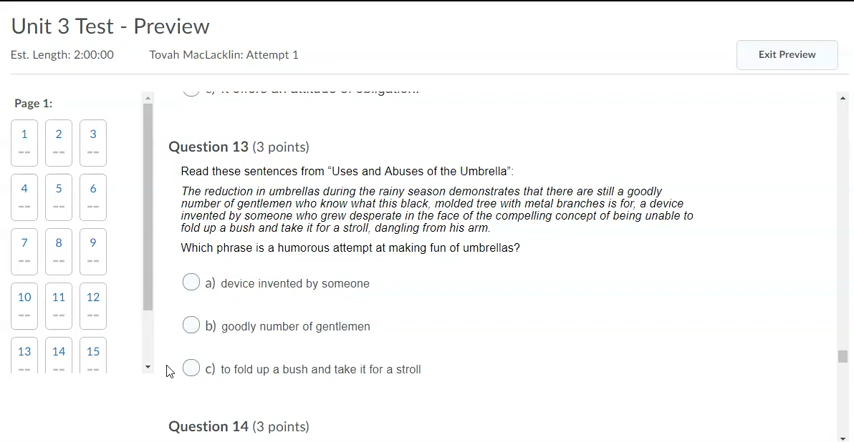 Unit 3 Test - Preview
Est. Length: 2:00:00 Tovah MacLacklin: Attempt 1
Exit Preview
Page 1:
1 2 3
-- -- --
4 5 6
-- -- --
7 8 9
-- -- --
10 11 12
-- -- --
13 14 15
-- -- --
c) it offers an attitude of obligation.
Question 13 (3 points)
Read these sentences from “Uses and Abuses of the Umbrella”:
The reduction in umbrellas during the rainy season demonstrates that there are still a goodly
number of gentlemen who know what this black, molded tree with metal branches is for, a device
invented by someone who grew desperate in the face of the compelling concept of being unable to
fold up a bush and take it for a stroll, dangling from his arm.
Which phrase is a humorous attempt at making fun of umbrellas?
a) device invented by someone
b) goodly number of gentlemen
c) to fold up a bush and take it for a stroll
Question 14 (3 points)